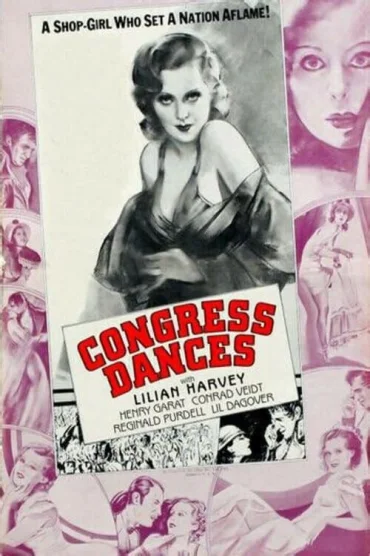 A SHOP-GIRL WHO SET A NATION AFLAME!
CONGRESS
DANCES
with
LILIAN HARVEY
HENRY GARAT CONRAD VEIDT
REGINALD PURDELL LIL DAGOVER